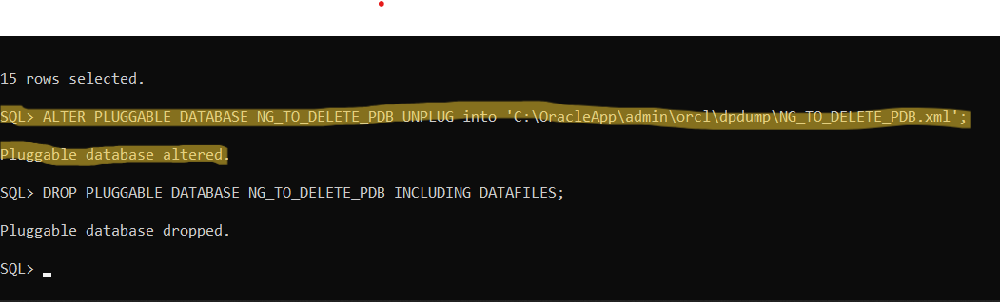 15 rows selected.
SQL> ALTER PLUGGABLE DATABASE NG_TO_DELETE_PDB UNPLUG into 'C:\OracleApp\admin\orcl\dpdump\NG_TO_DELETE_PDB.xml';
Pluggable database altered.
SQL> DROP PLUGGABLE DATABASE NG_TO_DELETE_PDB INCLUDING DATAFILES;
Pluggable database dropped.
SQL>